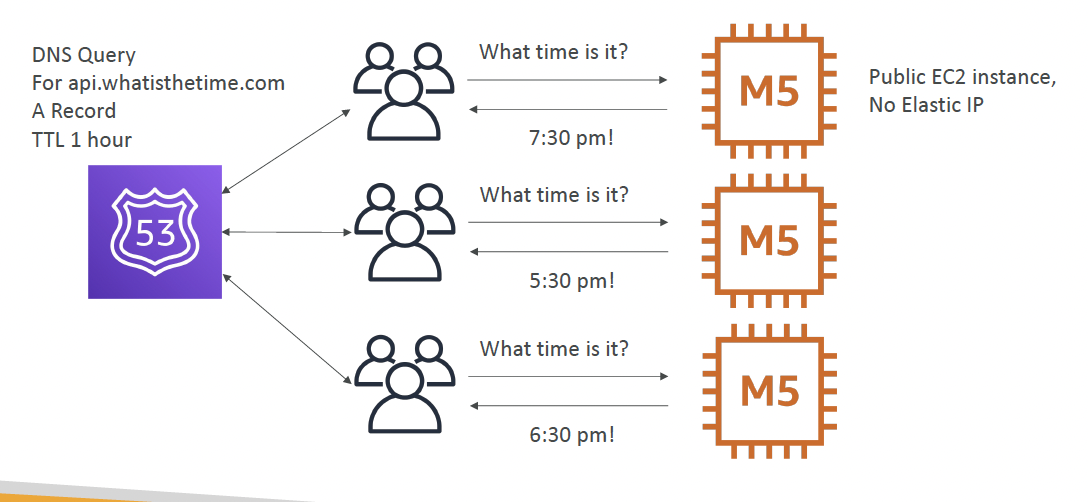 DNS Query
For api.whatisthetime.com
A Record
TTL 1 hour
53
What time is it?
7:30 pm!
M5
Public EC2 instance,
No Elastic IP
What time is it?
5:30 pm!
M5
What time is it?
6:30 pm!
M5